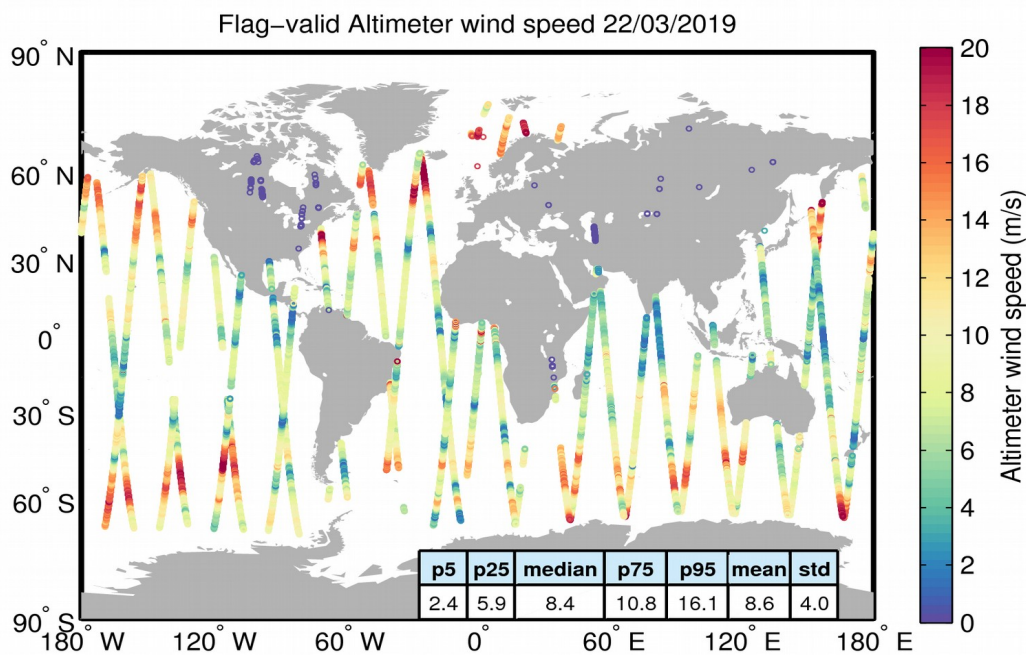 Flag−valid Altimeter wind speed 22/03/2019
90° N
60° N
30° N
0°
30° S
60° S
90° S
180° W
120° W
60° W
0°
60° E
120° E
180° E
p5 p25 median p75 p95 mean std
2.4 5.9 8.4 10.8 16.1 8.6 4.0
20
18
16
14
12
10
8
6
4
2
0
Altimeter wind speed (m/s)